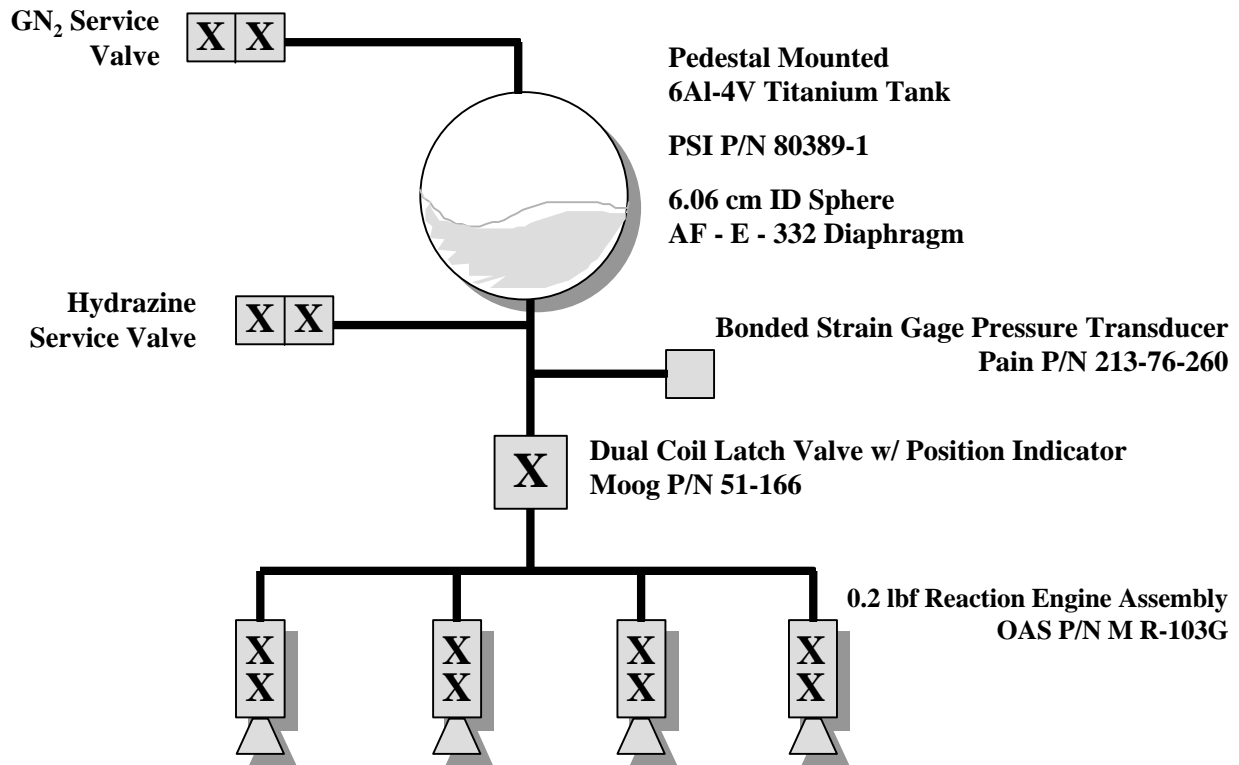 GN₂ Service
Valve
X X
Pedestal Mounted
6Al-4V Titanium Tank
PSI P/N 80389-1
6.06 cm ID Sphere
AF - E - 332 Diaphragm
Hydrazine
Service Valve
X X
Bonded Strain Gage Pressure Transducer
Pain P/N 213-76-260
X
Dual Coil Latch Valve w/ Position Indicator
Moog P/N 51-166
0.2 lbf Reaction Engine Assembly
OAS P/N M R-103G
X X X X
X X X X